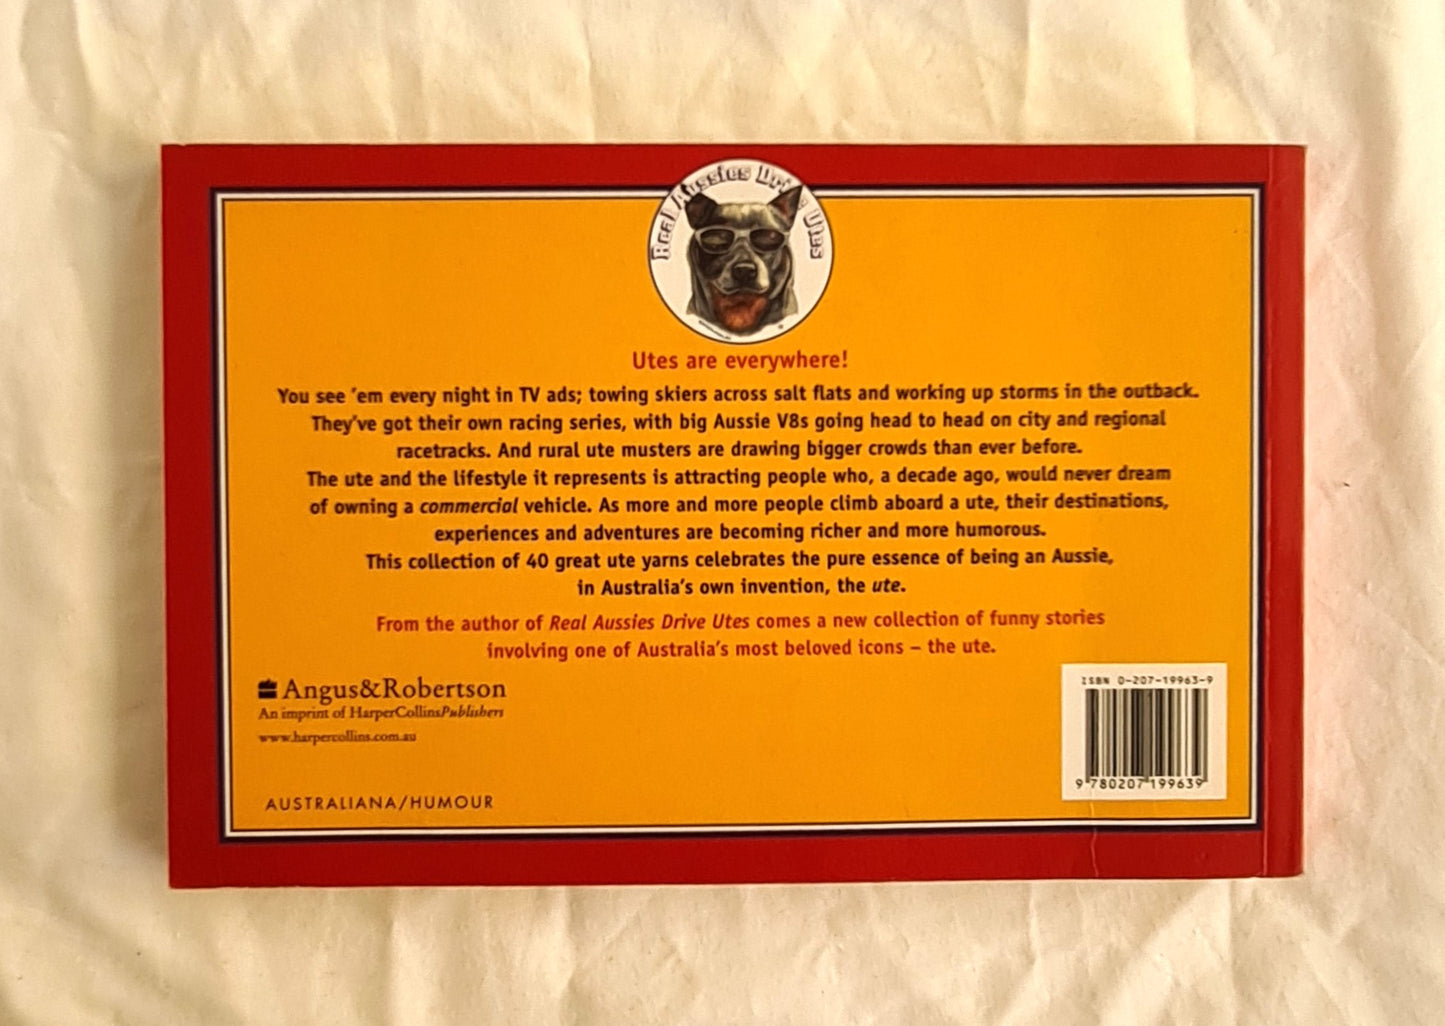 Real Aussies Drive Utes
Utes are everywhere!
You see 'em every night in TV ads; towing skiers across salt flats and working up storms in the outback.
They've got their own racing series, with big Aussie V8s going head to head on city and regional
racetracks. And rural ute musters are drawing bigger crowds than ever before.
The ute and the lifestyle it represents is attracting people who, a decade ago, would never dream
of owning a commercial vehicle. As more and more people climb aboard a ute, their destinations,
experiences and adventures are becoming richer and more humorous.
This collection of 40 great ute yarns celebrates the pure essence of being an Aussie,
in Australia's own invention, the ute.
From the author of Real Aussies Drive Utes comes a new collection of funny stories
involving one of Australia's most beloved icons – the ute.
Angus&Robertson
An imprint of HarperCollinsPublishers
www.harpercollins.com.au
AUSTRALIANA/HUMOUR
ISBN 0-207-19963-9
9 780207 199639